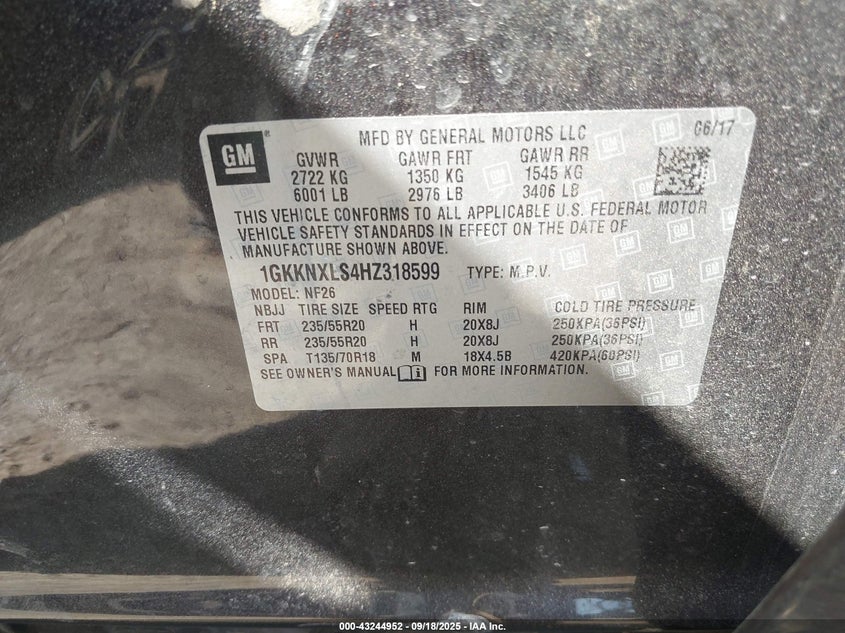 GM
MFD BY GENERAL MOTORS LLC 06/17
GVWR GAWR FRT GAWR RR
2722 KG 1350 KG 1545 KG
6001 LB 2976 LB 3406 LB
THIS VEHICLE CONFORMS TO ALL APPLICABLE U.S. FEDERAL MOTOR
VEHICLE SAFETY STANDARDS IN EFFECT ON THE DATE OF
MANUFACTURE SHOWN ABOVE.
1GKKNXLS4HZ318599 TYPE: M.P.V.
MODEL: NF26
NBJJ TIRE SIZE SPEED RTG RIM COLD TIRE PRESSURE
FRT 235/55R20 H 20X8J 250KPA(36PSI)
RR 235/55R20 H 20X8J 250KPA(36PSI)
SPA T135/70R18 M 18X4.5B 420KPA(60PSI)
SEE OWNER'S MANUAL FOR MORE INFORMATION.
000-43244952 - 09/18/2025 - IAA Inc.